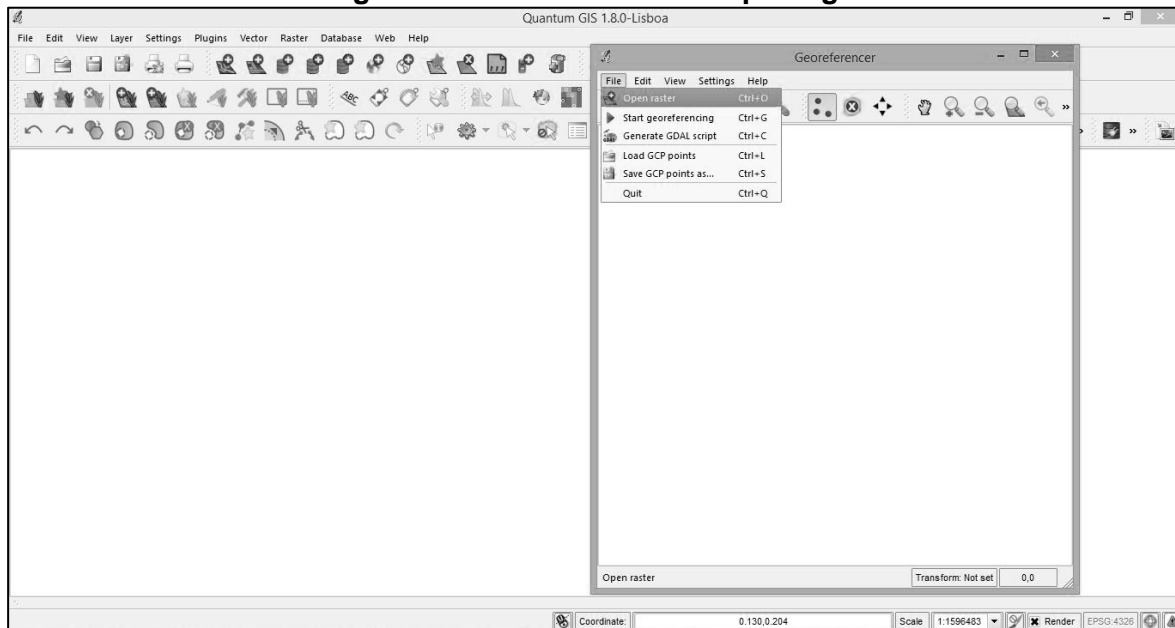 Quantum GIS 1.8.0-Lisboa
File Edit View Layer Settings Plugins Vector Raster Database Web Help
Georeferencer
File Edit View Settings Help
Open raster Ctrl+O
Start georeferencing Ctrl+G
Generate GDAL script Ctrl+C
Load GCP points Ctrl+L
Save GCP points as... Ctrl+S
Quit Ctrl+Q
ABC
Open raster
Transform: Not set
0,0
Coordinate: 0.130,0.204 Scale 1:1596483 Render EPSG:4326